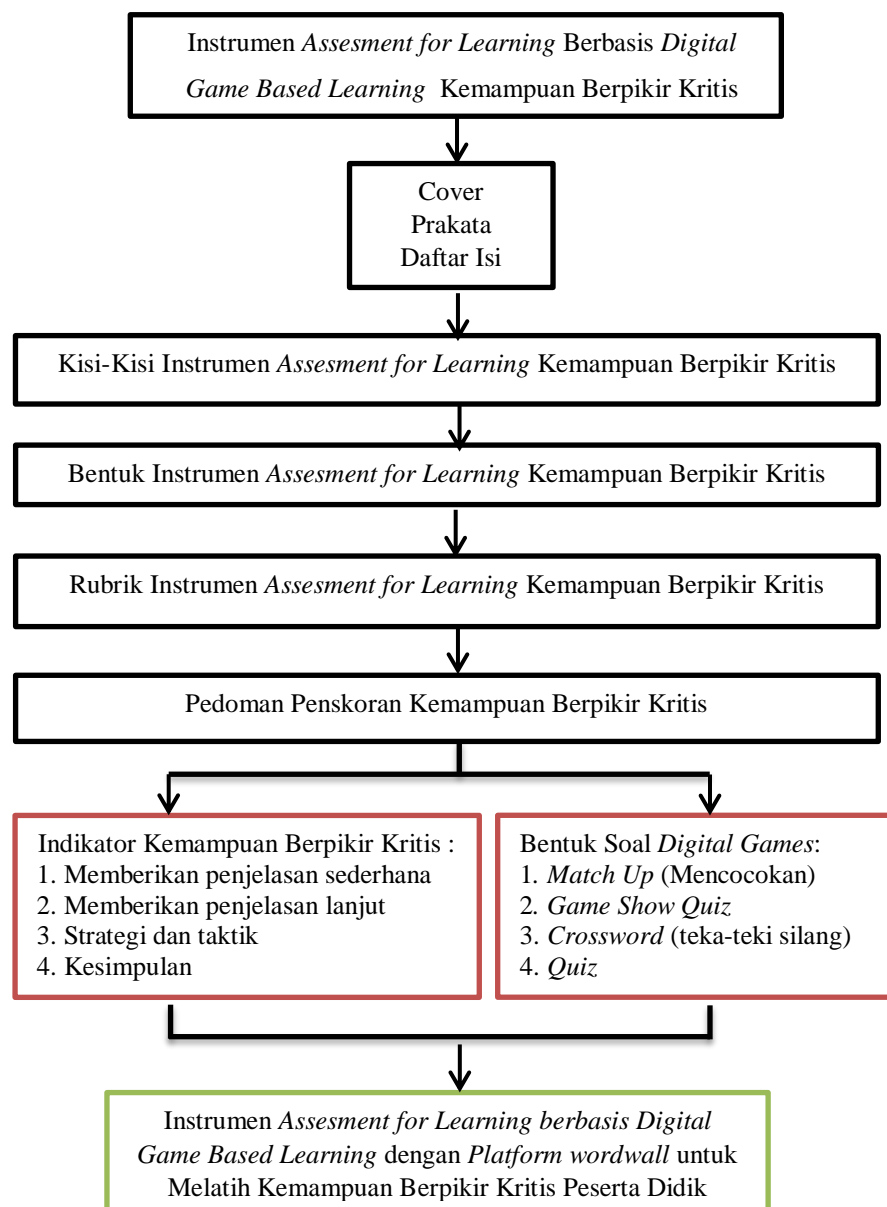 Instrumen Assesment for Learning Berbasis Digital
Game Based Learning Kemampuan Berpikir Kritis
Cover
Prakata
Daftar Isi
Kisi-Kisi Instrumen Assesment for Learning Kemampuan Berpikir Kritis
Bentuk Instrumen Assesment for Learning Kemampuan Berpikir Kritis
Rubrik Instrumen Assesment for Learning Kemampuan Berpikir Kritis
Pedoman Penskoran Kemampuan Berpikir Kritis
Indikator Kemampuan Berpikir Kritis :
1. Memberikan penjelasan sederhana
2. Memberikan penjelasan lanjut
3. Strategi dan taktik
4. Kesimpulan
Bentuk Soal Digital Games:
1. Match Up (Mencocokan)
2. Game Show Quiz
3. Crossword (teka-teki silang)
4. Quiz
Instrumen Assesment for Learning berbasis Digital
Game Based Learning dengan Platform wordwall untuk
Melatih Kemampuan Berpikir Kritis Peserta Didik